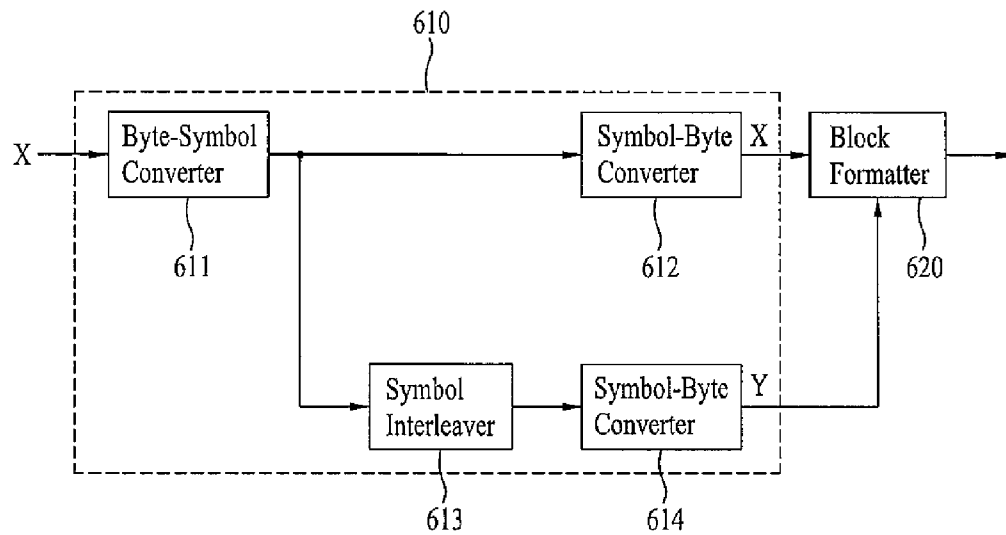 610
X
Byte-Symbol
Converter
611
Symbol-Byte
Converter
612
X
Block
Formatter
620
Symbol
Interleaver
613
Symbol-Byte
Converter
614
Y